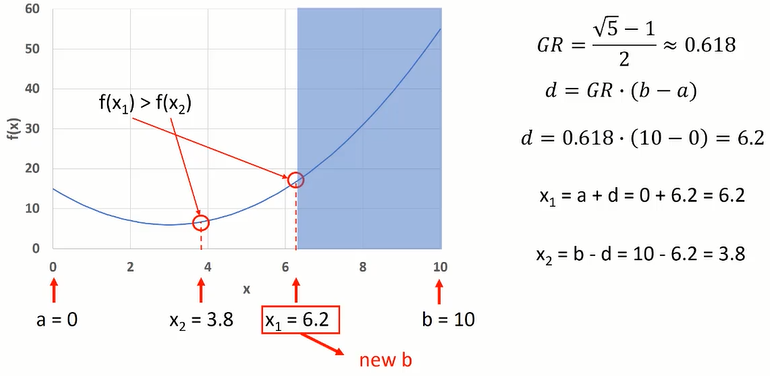 60
50
40
30
20
10
0
f(x)
f(x₁) > f(x₂)
0 2 4 6 8 10
x
a = 0
x₂ = 3.8
x₁ = 6.2
b = 10
new b
GR = (√5 − 1)/2 ≈ 0.618
d = GR · (b − a)
d = 0.618 · (10 − 0) = 6.2
x₁ = a + d = 0 + 6.2 = 6.2
x₂ = b - d = 10 - 6.2 = 3.8